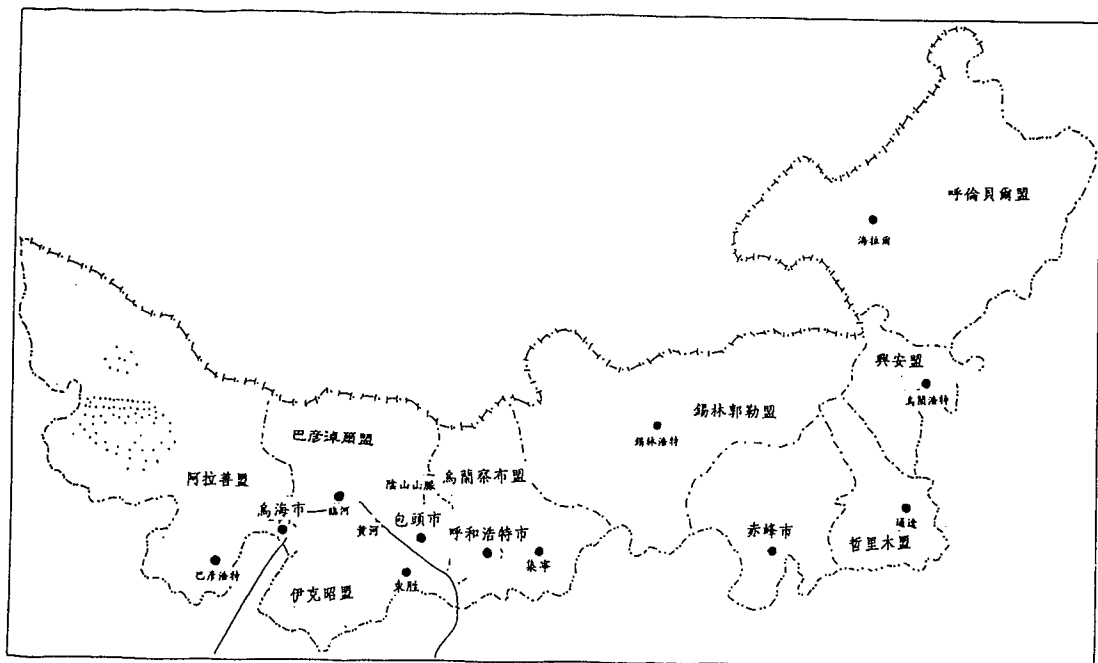 呼倫貝爾盟
海拉爾
興安盟
烏蘭浩特
錫林郭勒盟
錫林浩特
巴彥淖爾盟
烏蘭察布盟
阿拉善盟
陰山山脈
烏海市
臨河
黃河
包頭市
呼和浩特市
集寧
赤峰市
通遼
哲里木盟
巴彥浩特
伊克昭盟
東胜